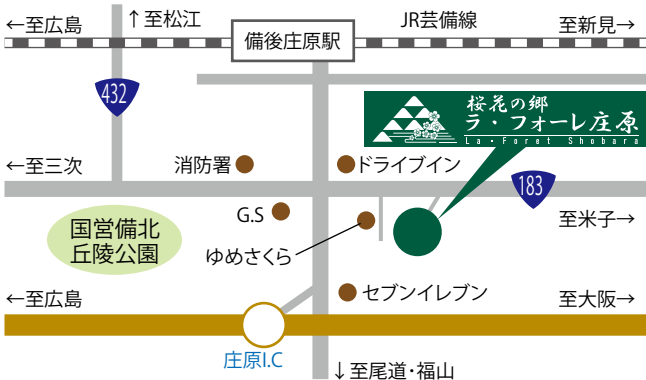 ←至広島
↑至松江
備後庄原駅
JR芸備線
至新見→
432
桜花の郷
ラ・フォーレ庄原
La・Foret Shobara
←至三次
消防署
ドライブイン
183
G.S
国営備北
丘陵公園
ゆめさくら
至米子→
←至広島
セブンイレブン
至大阪→
庄原I.C
↓至尾道・福山